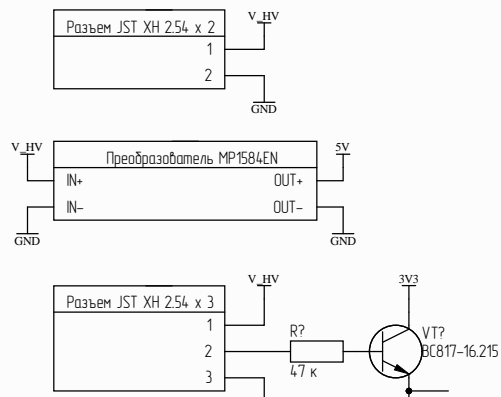 V_HV
Разъем JST XH 2.54 x 2
1
2
GND
V_HV
5V
Преобразователь MP1584EN
IN+
OUT+
IN-
OUT-
GND
GND
V_HV
3V3
Разъем JST XH 2.54 x 3
1
R?
VT?
2
BC817-16.215
47 к
3